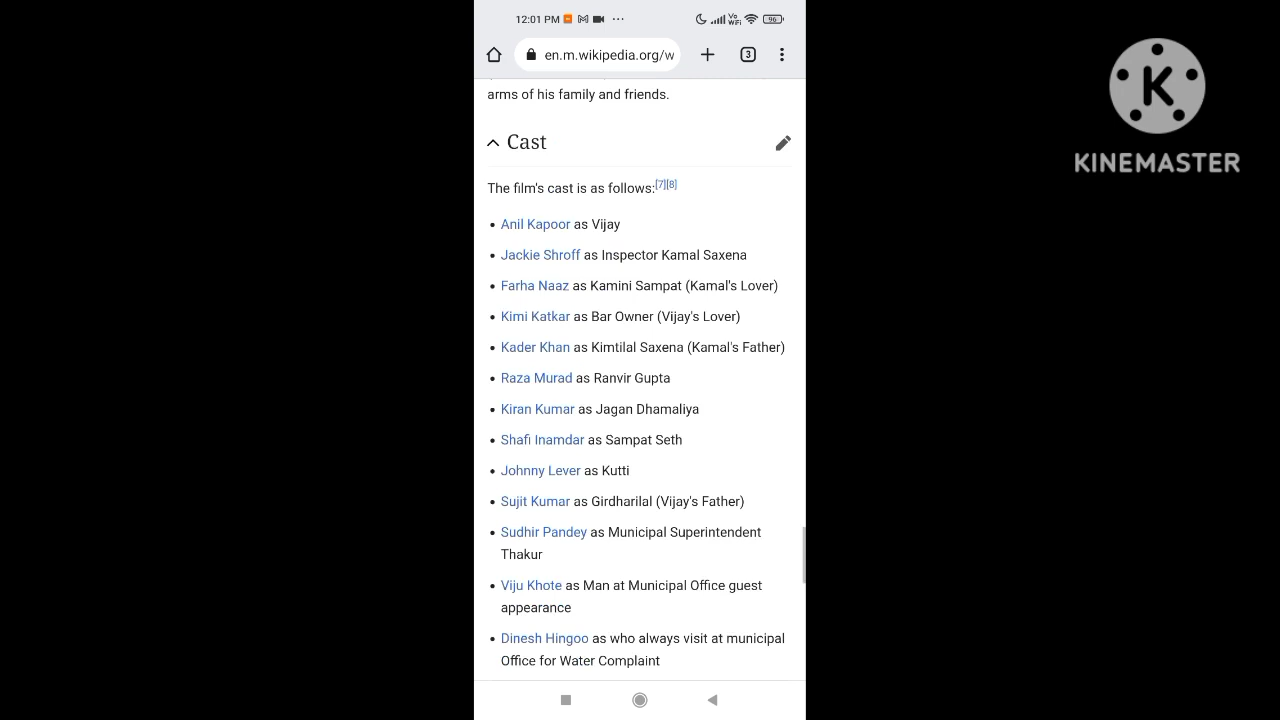 12:01 PM
Vo WiFi
96
en.m.wikipedia.org/w
3
arms of his family and friends.
Cast
The film's cast is as follows:[7][8]
• Anil Kapoor as Vijay
• Jackie Shroff as Inspector Kamal Saxena
• Farha Naaz as Kamini Sampat (Kamal's Lover)
• Kimi Katkar as Bar Owner (Vijay's Lover)
• Kader Khan as Kimtilal Saxena (Kamal's Father)
• Raza Murad as Ranvir Gupta
• Kiran Kumar as Jagan Dhamaliya
• Shafi Inamdar as Sampat Seth
• Johnny Lever as Kutti
• Sujit Kumar as Girdharilal (Vijay's Father)
• Sudhir Pandey as Municipal Superintendent
Thakur
• Viju Khote as Man at Municipal Office guest
appearance
• Dinesh Hingoo as who always visit at municipal
Office for Water Complaint
K
KINEMASTER